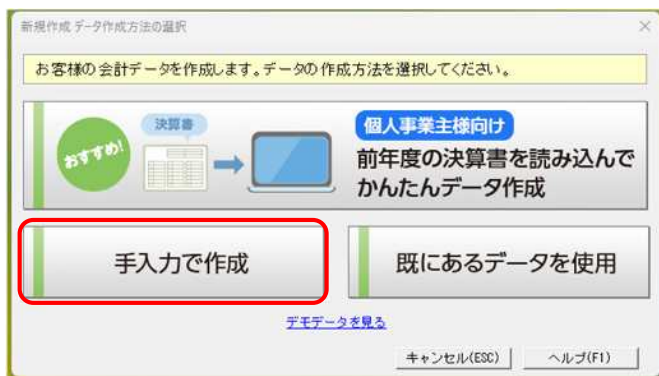 新規作成 データ作成方法の選択
お客様の会計データを作成します。データの作成方法を選択してください。
おすすめ!
決算書
個人事業主様向け
前年度の決算書を読み込んで
かんたんデータ作成
手入力で作成
既にあるデータを使用
デモデータを見る
キャンセル(ESC)
ヘルプ(F1)